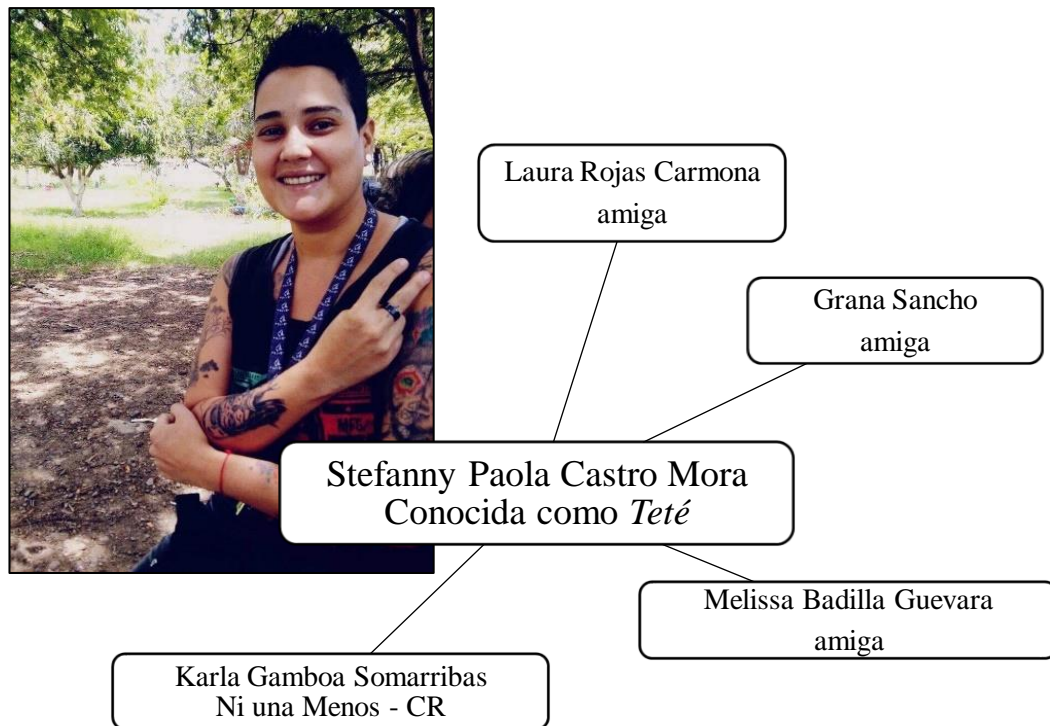 Laura Rojas Carmona
amiga
Grana Sancho
amiga
Stefanny Paola Castro Mora
Conocida como Teté
Melissa Badilla Guevara
amiga
Karla Gamboa Somarribas
Ni una Menos - CR